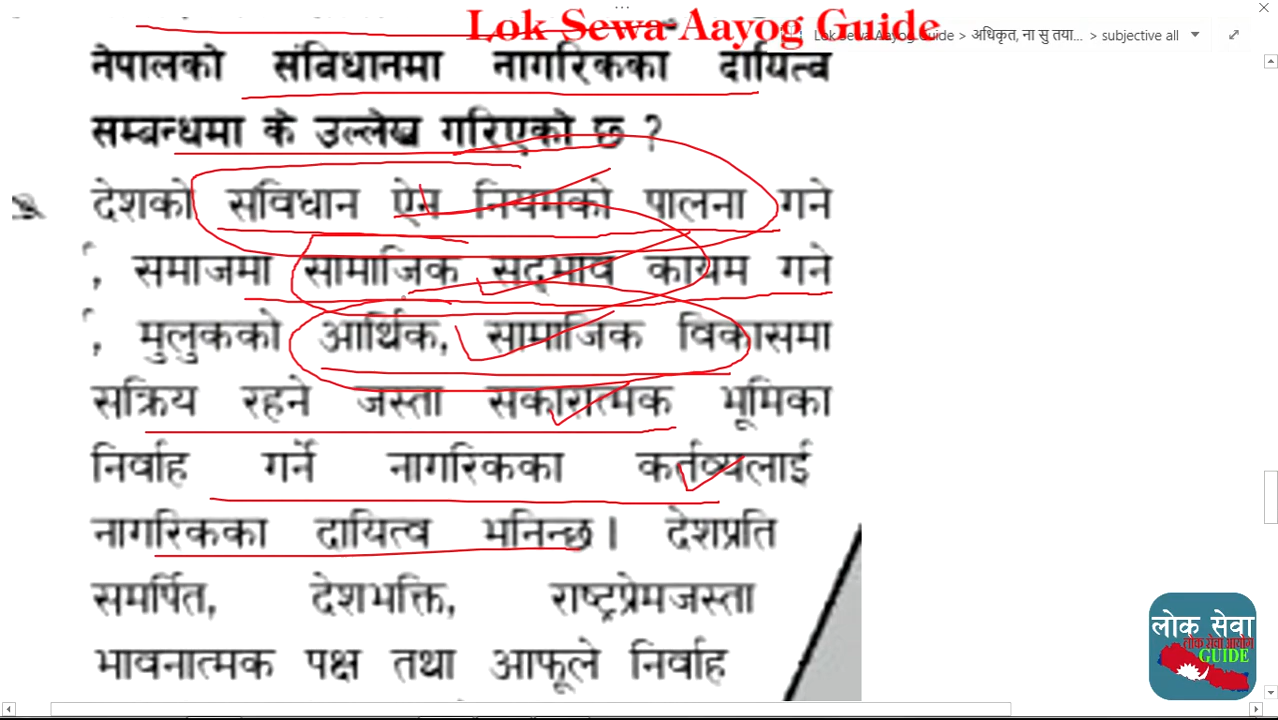 Lok Sewa Aayog Guide
Lok Sewa Aayog Guide > अधिकृत, ना सु तया... > subjective all
नेपालको संविधानमा नागरिकका दायित्व
सम्बन्धमा के उल्लेख गरिएको छ ?
देशको संविधान ऐन नियमको पालना गने
, समाजमा सामाजिक सद्भाव कायम गने
, मुलुकको आर्थिक, सामाजिक विकासमा
सक्रिय रहने जस्ता सकारात्मक भूमिका
निर्वाह गर्ने नागरिकका कर्तव्यलाई
नागरिकका दायित्व भनिन्छ। देशप्रति
समर्पित, देशभक्ति, राष्ट्रप्रेमजस्ता
भावनात्मक पक्ष तथा आफूले निर्वाह
लोक सेवा
लोक सेवा आयोग
GUIDE